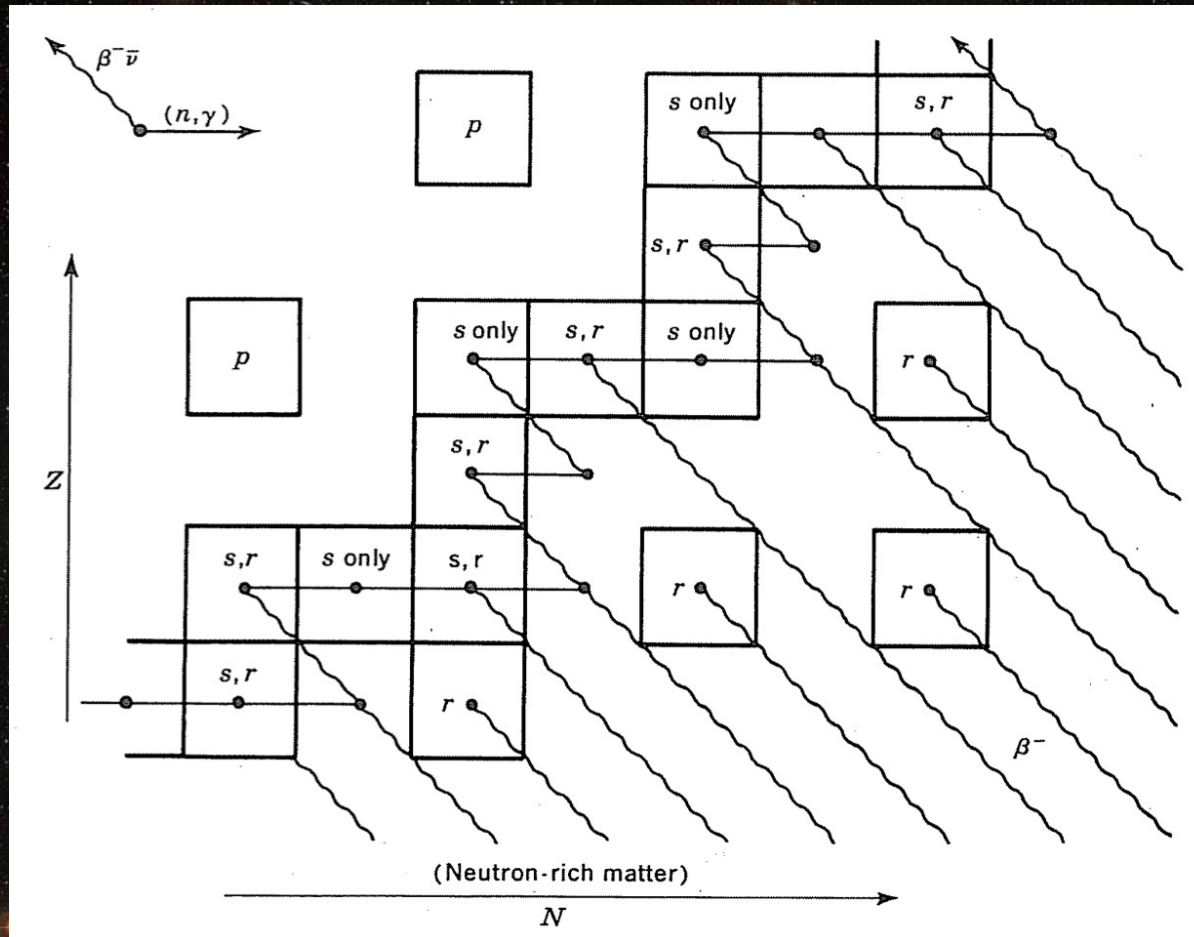 β⁻ ν̄
(n,γ)
p
s only
s,r
s,r
p
s only
s,r
s only
r
s,r
Z
s,r
s only
s,r
r
r
s,r
r
β⁻
(Neutron-rich matter)
N